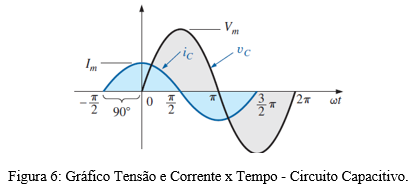 V_m
I_m
i_C
υ_C
-π/2
0
π/2
π
3/2 π
2π
ωt
90°
Figura 6: Gráfico Tensão e Corrente x Tempo - Circuito Capacitivo.